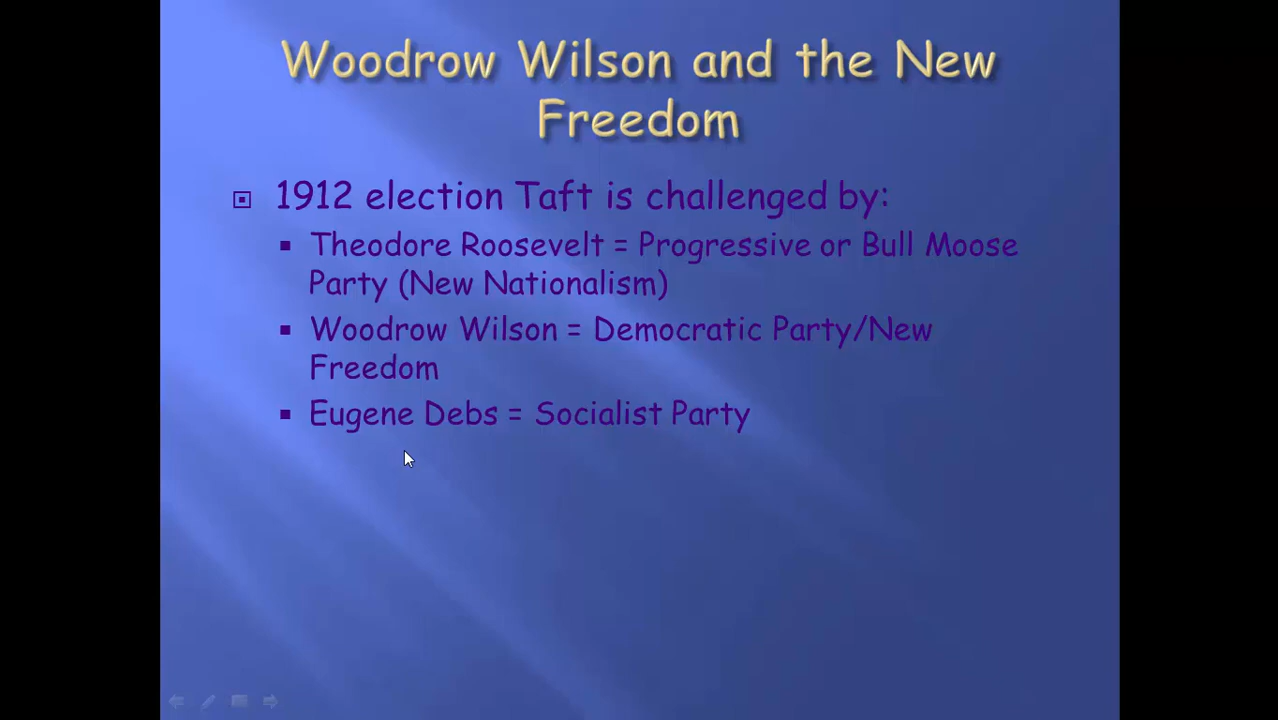 Woodrow Wilson and the New
Freedom
1912 election Taft is challenged by:
Theodore Roosevelt = Progressive or Bull Moose
Party (New Nationalism)
Woodrow Wilson = Democratic Party/New
Freedom
Eugene Debs = Socialist Party